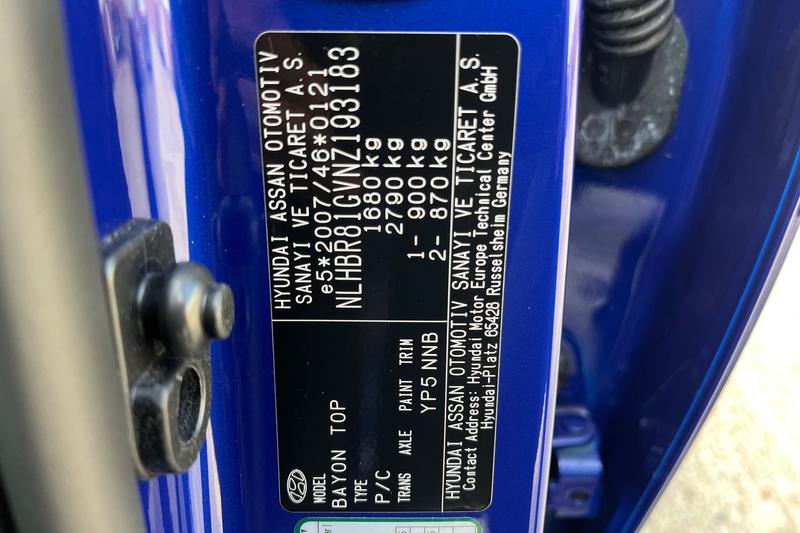 HYUNDAI ASSAN OTOMOTIV
SANAYI VE TICARET A. S.
e5*2007/46*0121
NLHBR81GVNZ193183
1680 kg
2790 kg
1- 900 kg
2- 870 kg
MODEL
BAYON TOP
TYPE
P/C
TRANS AXLE PAINT TRIM
YP5 NNB
HYUNDAI ASSAN OTOMOTIV SANAYI VE TICARET A. S.
Contact Address: Hyundai Motor Europe Technical Center GmbH
Hyundai-Platz 65428 Russelsheim Germany